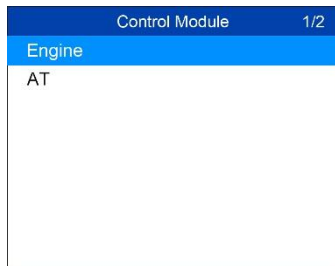 Control Module 1/2
Engine
AT